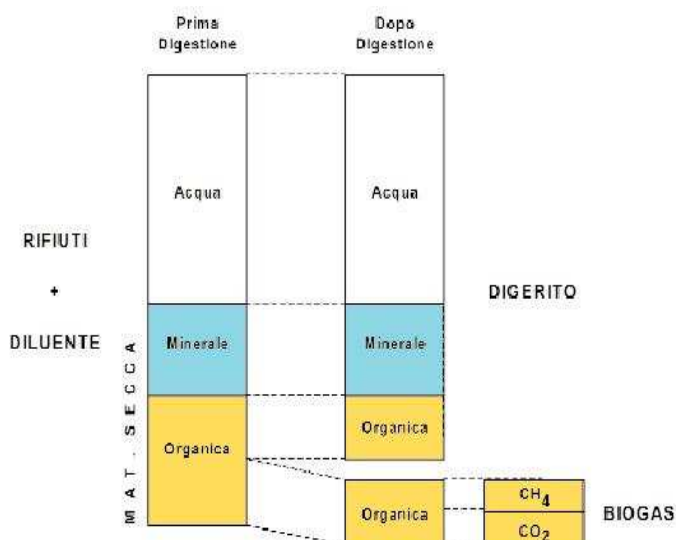 Prima
Digestione
Dopo
Digestione
Acqua
Acqua
RIFIUTI
+
DILUENTE
DIGERITO
MAT. SECCA
Minerale
Minerale
Organica
Organica
Organica
CH4
CO2
BIOGAS